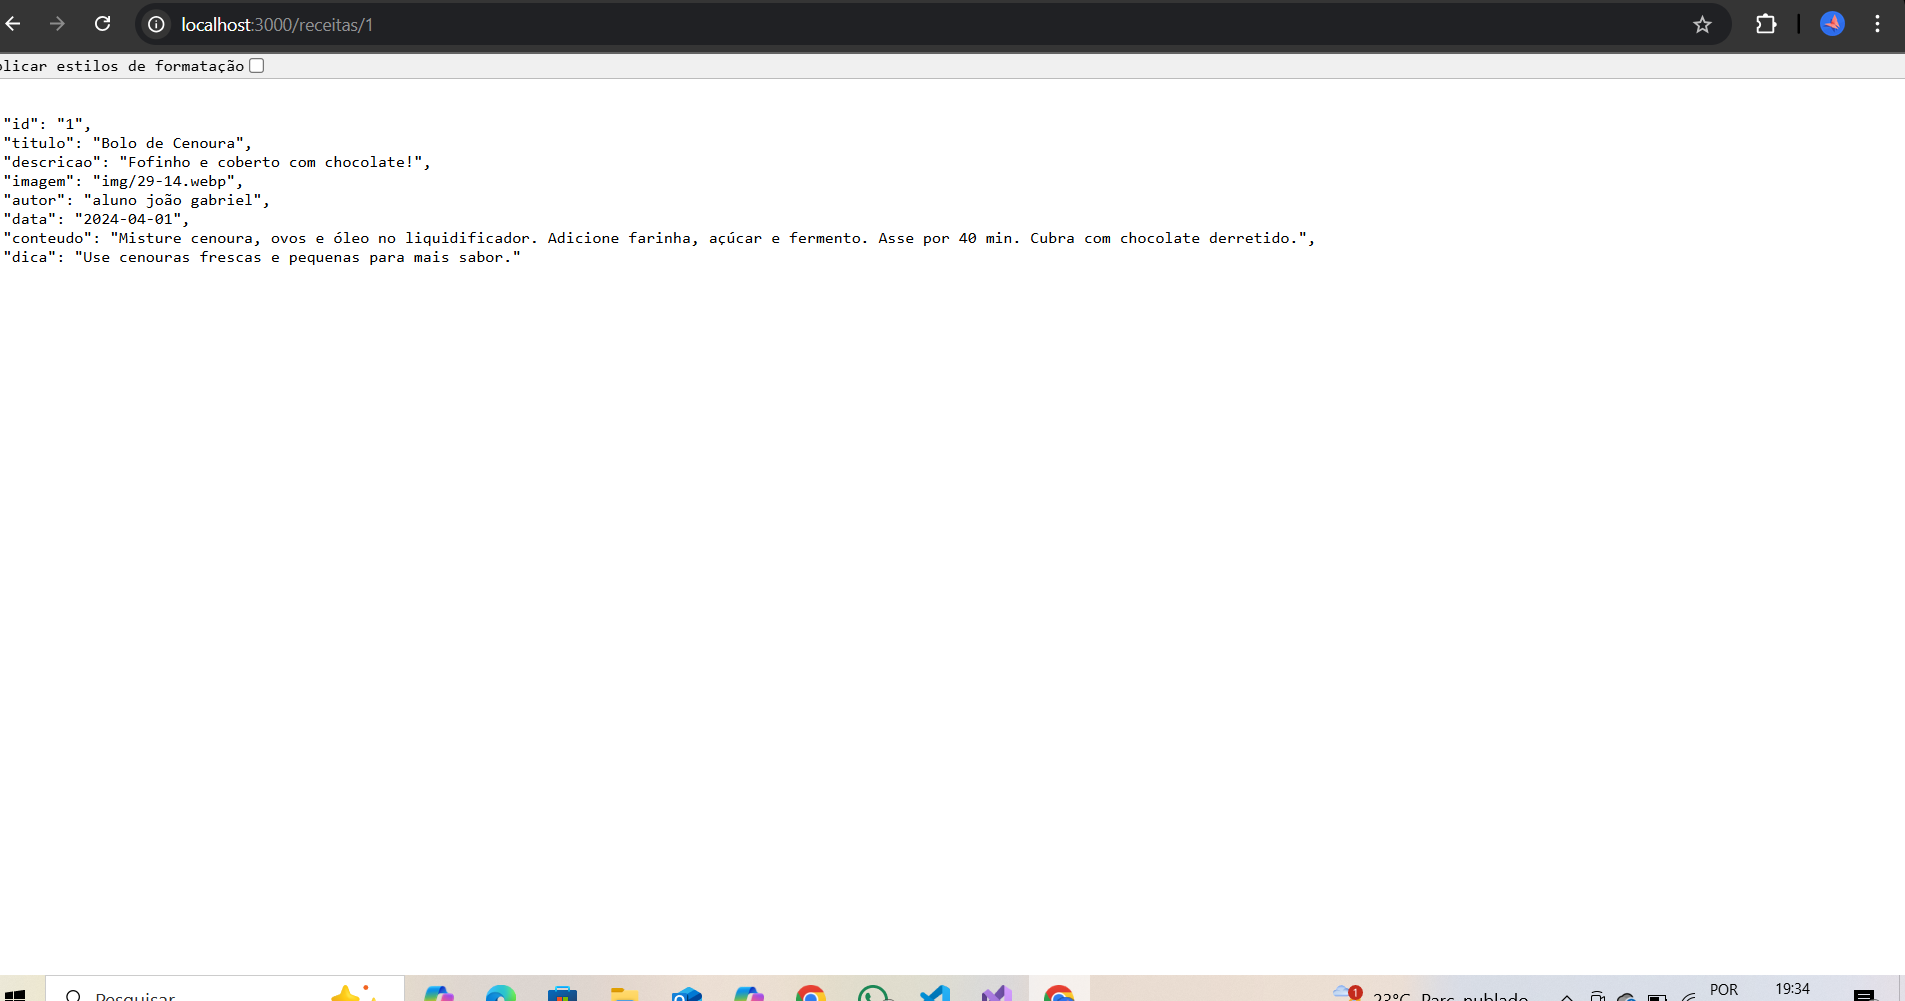 localhost:3000/receitas/1
estilos de formatação
"id": "1",
"titulo": "Bolo de Cenoura",
"descricao": "Fofinho e coberto com chocolate!",
"imagem": "img/29-14.webp",
"autor": "aluno joão gabriel",
"data": "2024-04-01",
"conteudo": "Misture cenoura, ovos e óleo no liquidificador. Adicione farinha, açúcar e fermento. Asse por 40 min. Cubra com chocolate derretido.",
"dica": "Use cenouras frescas e pequenas para mais sabor."
Pesquisar
1
23°C Parc. nublado
POR
19:34